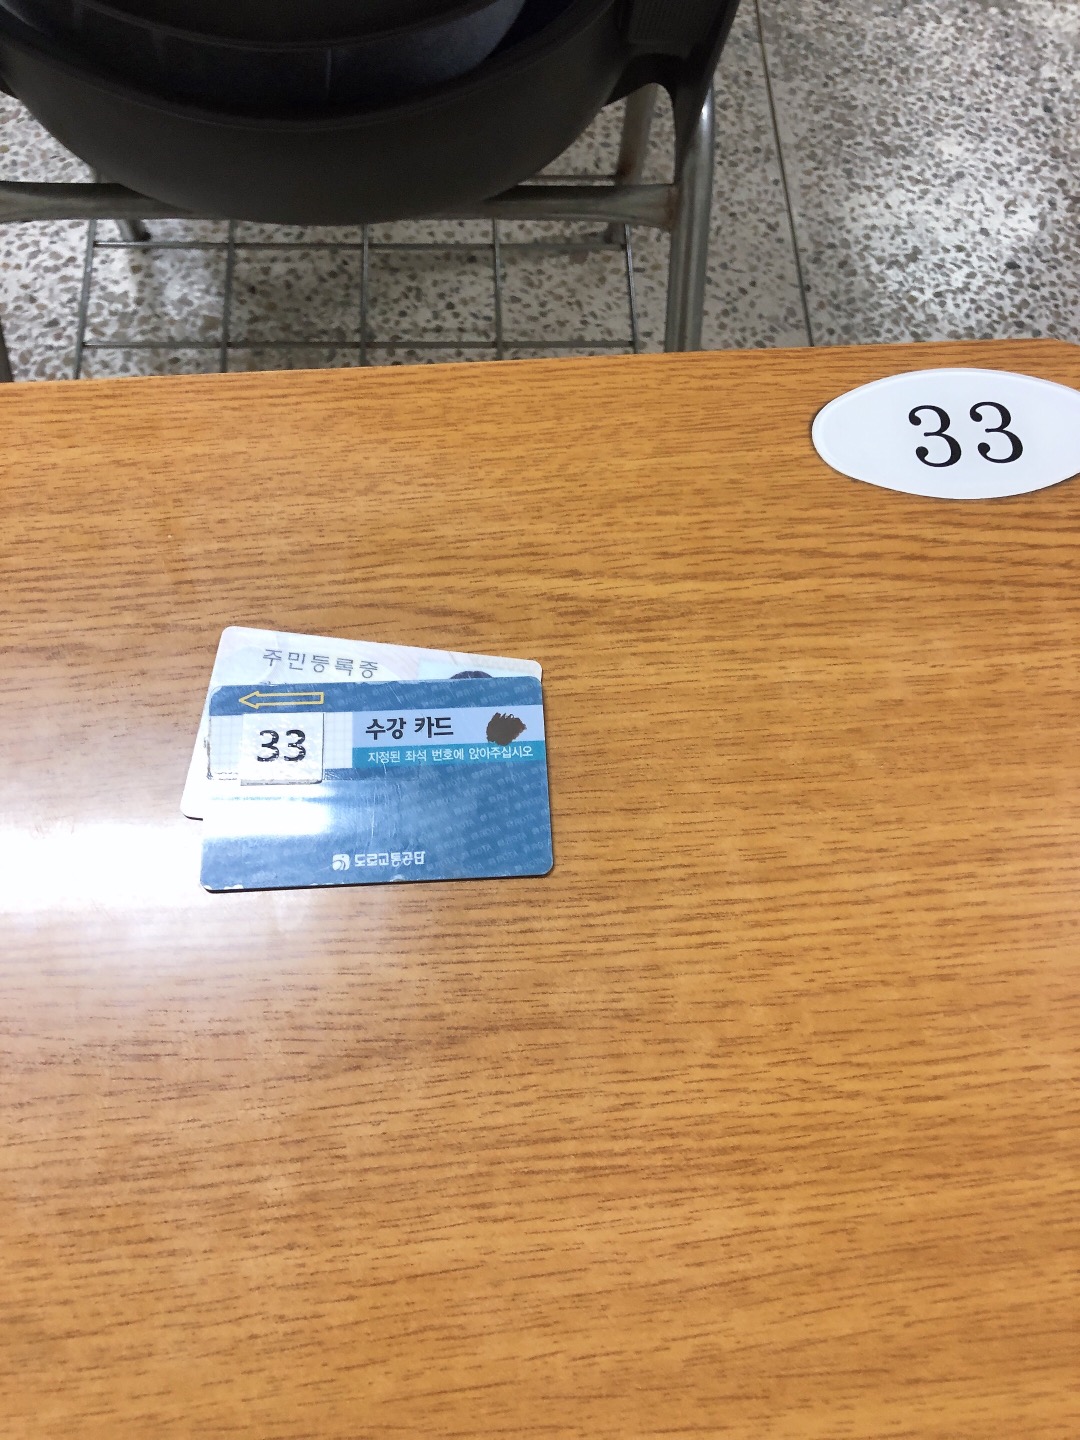 33
주민등록증
33
수강 카드
지정된 좌석 번호에 앉아주십시오
도로교통공단